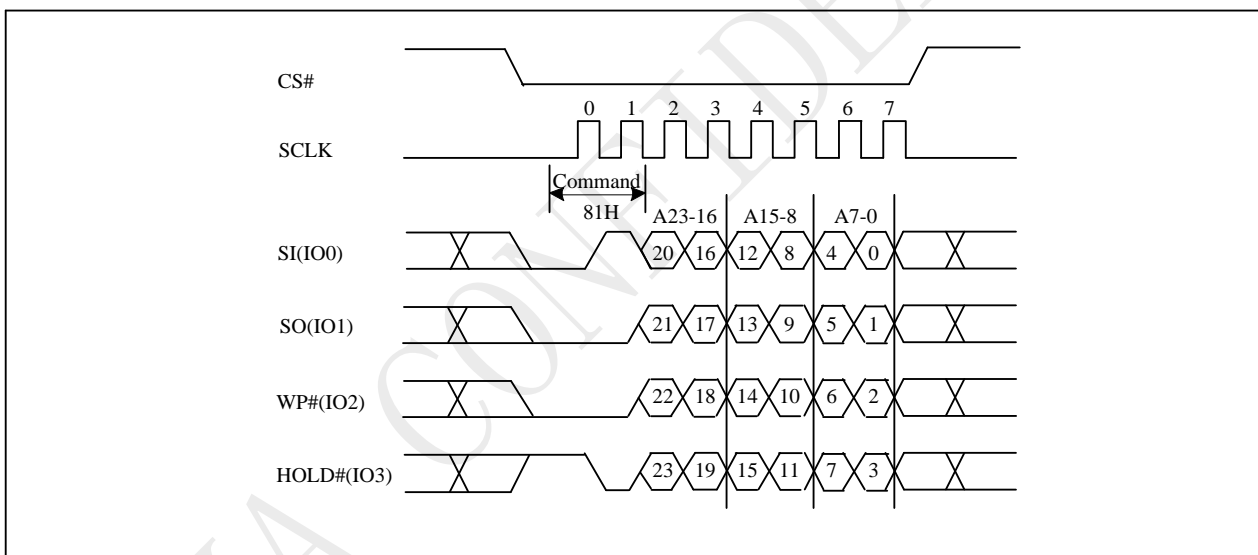 CS#
0 1 2 3 4 5 6 7
SCLK
Command
81H
A23-16 A15-8 A7-0
SI(IO0)
20 16 12 8 4 0
SO(IO1)
21 17 13 9 5 1
WP#(IO2)
22 18 14 10 6 2
HOLD#(IO3)
23 19 15 11 7 3